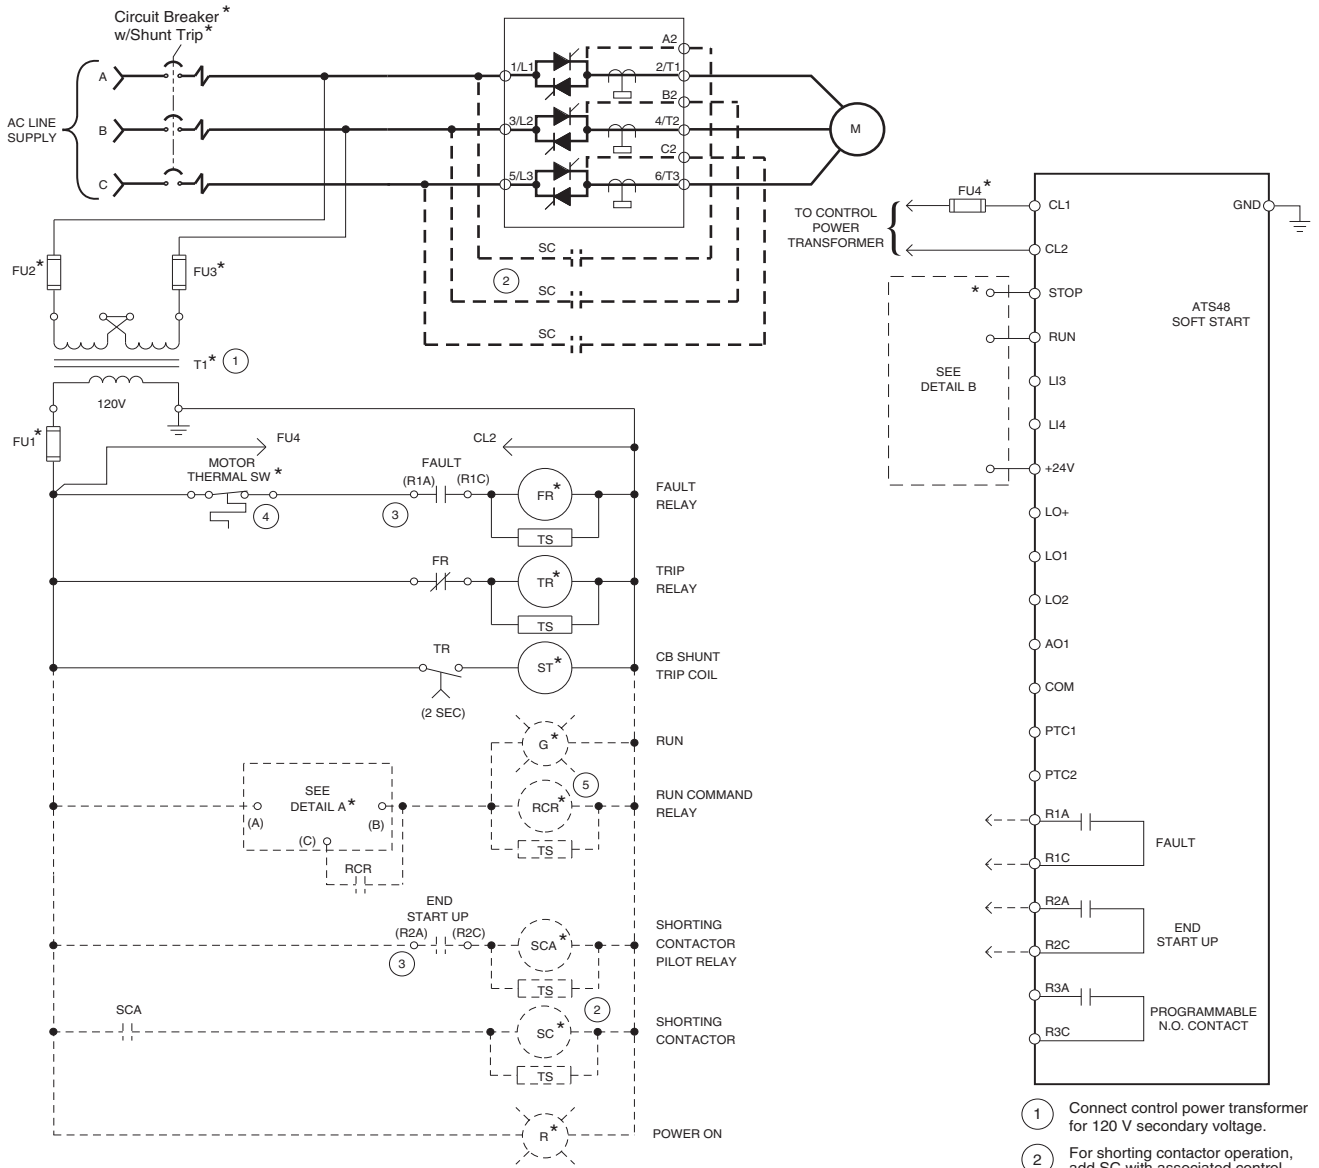 Circuit Breaker *
w/Shunt Trip*
AC LINE
SUPPLY
A
B
C
1/L1
3/L2
5/L3
A2
2/T1
B2
4/T2
C2
6/T3
M
SC
2
SC
SC
FU2*
FU3*
T1*
1
120V
FU1*
FU4
CL2
MOTOR
THERMAL SW *
4
FAULT
(R1A)
(R1C)
3
FR*
TS
FAULT
RELAY
FR
TR*
TS
TRIP
RELAY
TR
(2 SEC)
ST*
CB SHUNT
TRIP COIL
G*
RUN
SEE
DETAIL A*
(A)
(B)
(C)
RCR
5
RCR*
TS
RUN COMMAND
RELAY
END
START UP
(R2A)
(R2C)
3
SCA*
TS
SHORTING
CONTACTOR
PILOT RELAY
SCA
2
SC*
TS
SHORTING
CONTACTOR
R*
POWER ON
TO CONTROL
POWER
TRANSFORMER
FU4*
CL1
GND
CL2
*
STOP
RUN
SEE
DETAIL B
ATS48
SOFT START
LI3
LI4
+24V
LO+
LO1
LO2
AO1
COM
PTC1
PTC2
R1A
R1C
FAULT
R2A
R2C
END
START UP
R3A
R3C
PROGRAMMABLE
N.O. CONTACT
1 Connect control power transformer
for 120 V secondary voltage.
2 For shorting contactor operation,
add SC with associated control